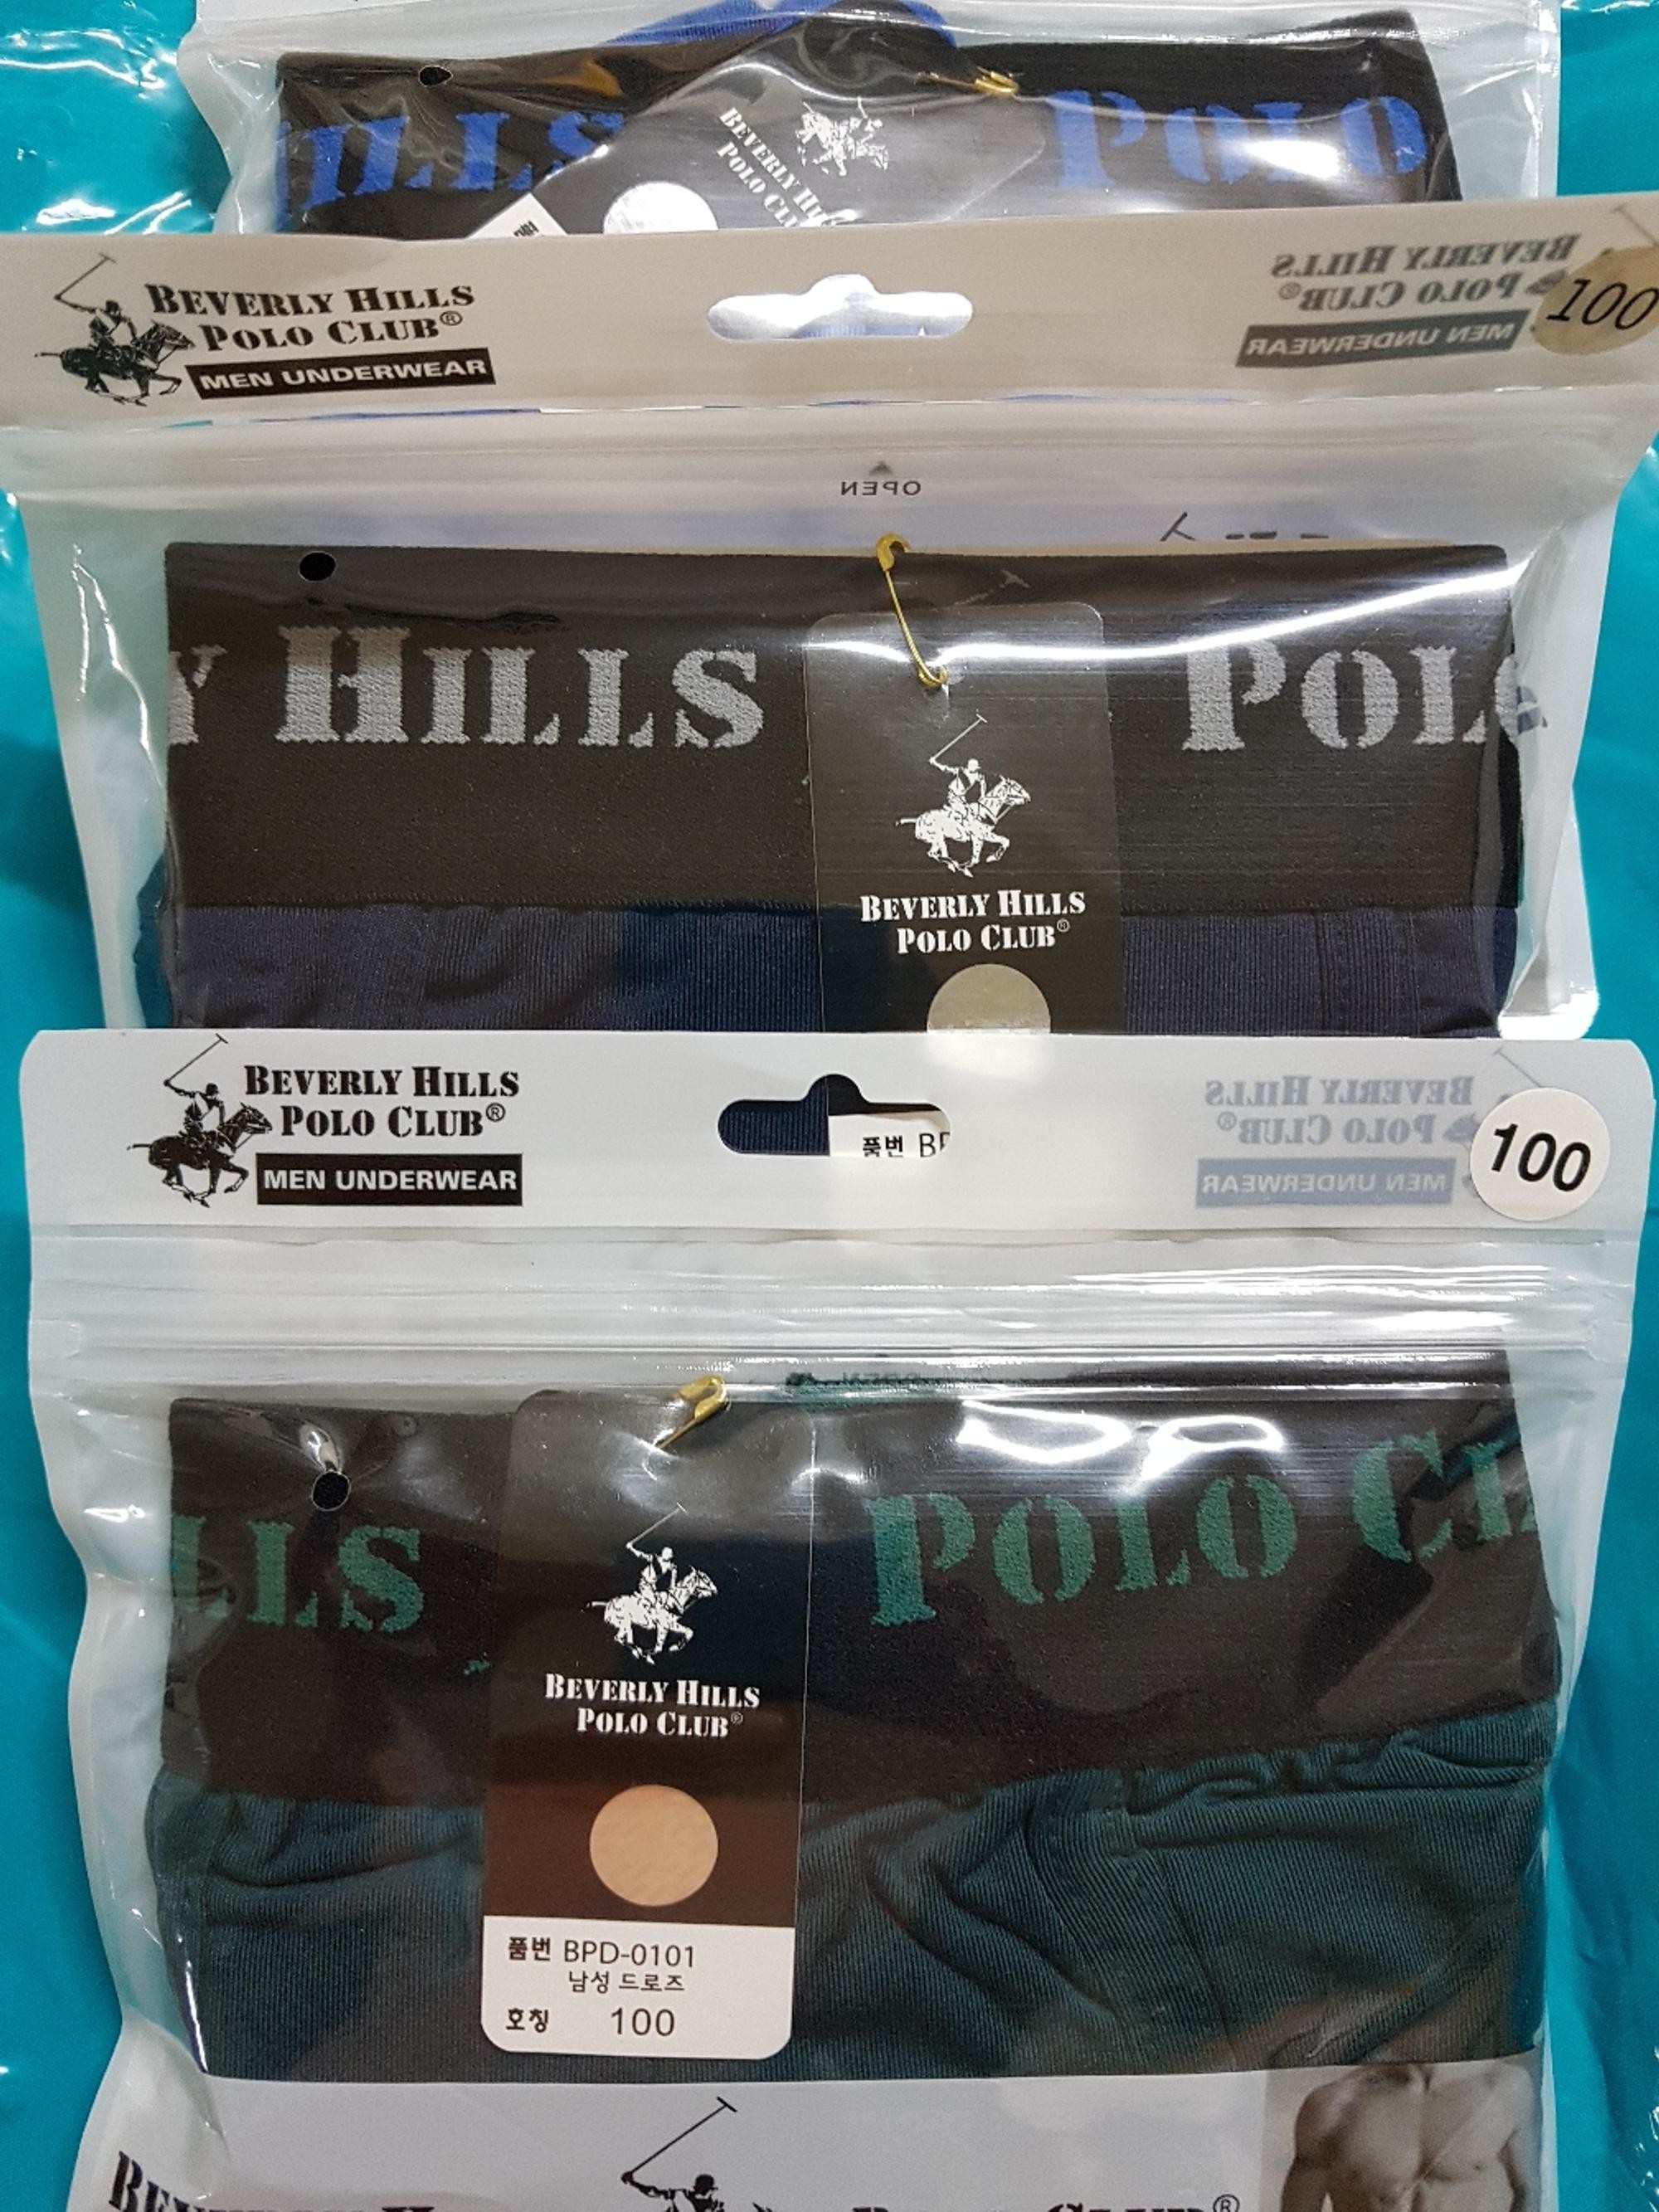 ILLS
POLO
BEVERLY HILLS
POLO CLUB
BEVERLY HILLS
POLO CLUB®
MEN UNDERWEAR
BEVERLY HILLS
POLO CLUB®
MEN UNDERWEAR
100
OPEN
Y HILLS
POLO
BEVERLY HILLS
POLO CLUB®
BEVERLY HILLS
POLO CLUB®
MEN UNDERWEAR
품번 BP
BEVERLY HILLS
POLO CLUB®
MEN UNDERWEAR
100
LLS
POLO CL
BEVERLY HILLS
POLO CLUB®
품번 BPD-0101
남성 드로즈
호칭 100